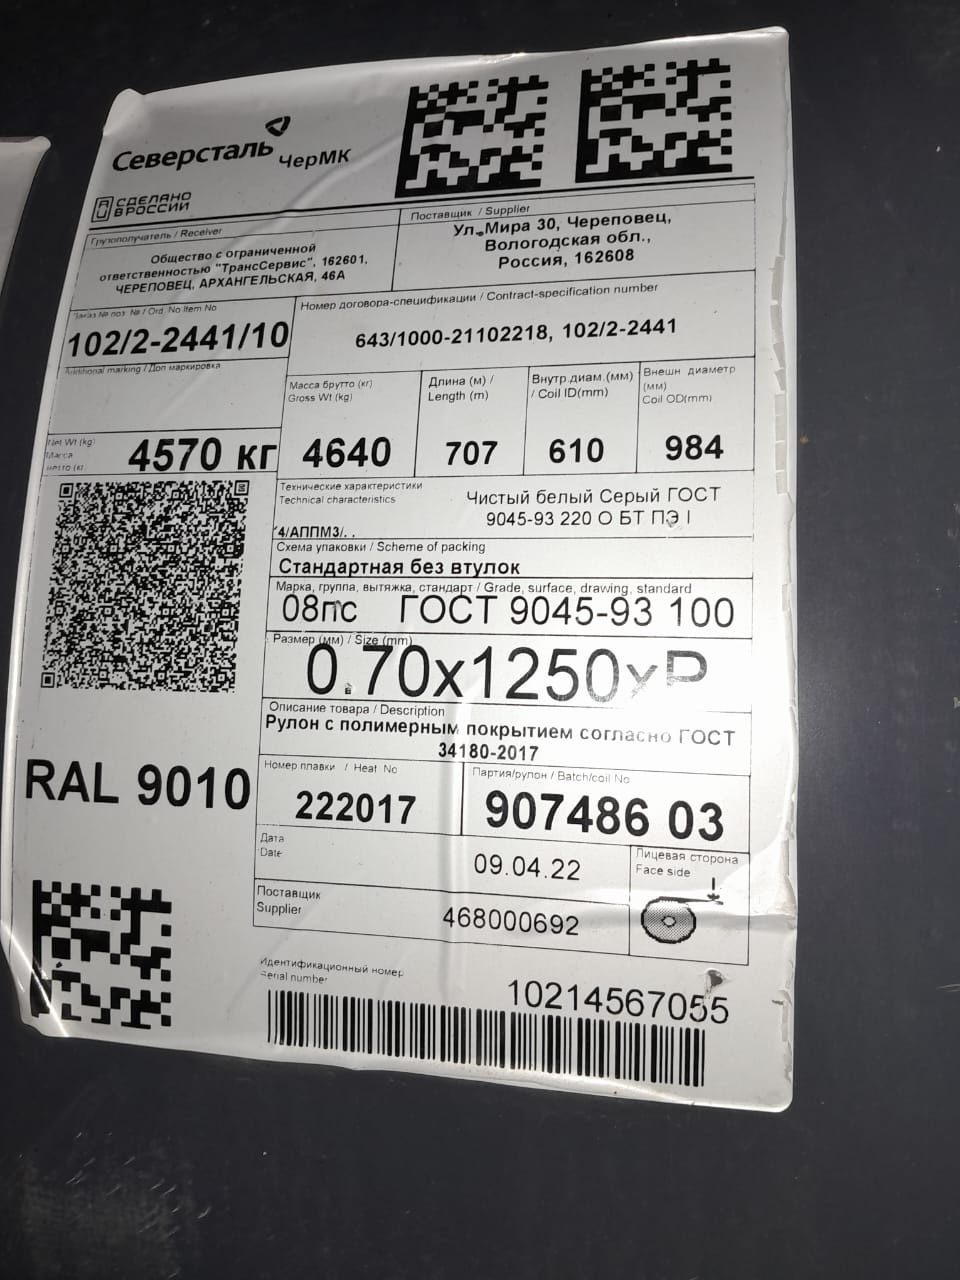 Северсталь ЧерМК
СДЕЛАНО
В РОССИИ
Грузополучатель / Receiver
Общество с ограниченной
ответственностью "ТрансСервис", 162601,
ЧЕРЕПОВЕЦ, АРХАНГЕЛЬСКАЯ, 46А
Поставщик / Supplier
Ул. Мира 30, Череповец,
Вологодская обл.,
Россия, 162608
Заказ № поз. № / Ord. No Item No
102/2-2441/10
Номер договора-спецификации / Contract-specification number
643/1000-21102218, 102/2-2441
Additional marking / Доп маркировка
Масса брутто (кг)
Gross Wt (kg)
4640
Длина (м) /
Length (m)
707
Внутр.диам.(мм)
/ Coil ID(mm)
610
Внешн диаметр
(мм)
Coil OD(mm)
984
Net Wt (kg)
Масса
нетто (кг
4570 кг
Технические характеристики
Technical characteristics
Чистый белый Серый ГОСТ
9045-93 220 О БТ ПЭ I
4/АППМ3/. .
Схема упаковки / Scheme of packing
Стандартная без втулок
Марка, группа, вытяжка, стандарт / Grade, surface, drawing, standard
08пс ГОСТ 9045-93 100
Размер (мм) / Size (mm)
0.70x1250xР
Описание товара / Description
Рулон с полимерным покрытием согласно ГОСТ
34180-2017
RAL 9010
Номер плавки / Heat No
222017
Партия/рулон / Batch/coil No
907486 03
Дата
Date
09.04.22
Лицевая сторона
Face side
Поставщик
Supplier
468000692
Идентификационный номер
Serial number
10214567055